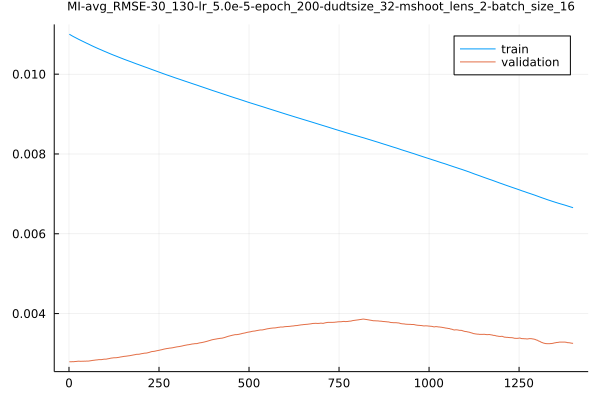 MI-avg_RMSE-30_130-lr_5.0e-5-epoch_200-dudtsize_32-mshoot_lens_2-batch_size_16
train
validation
0.010
0.008
0.006
0.004
0 250 500 750 1000 1250